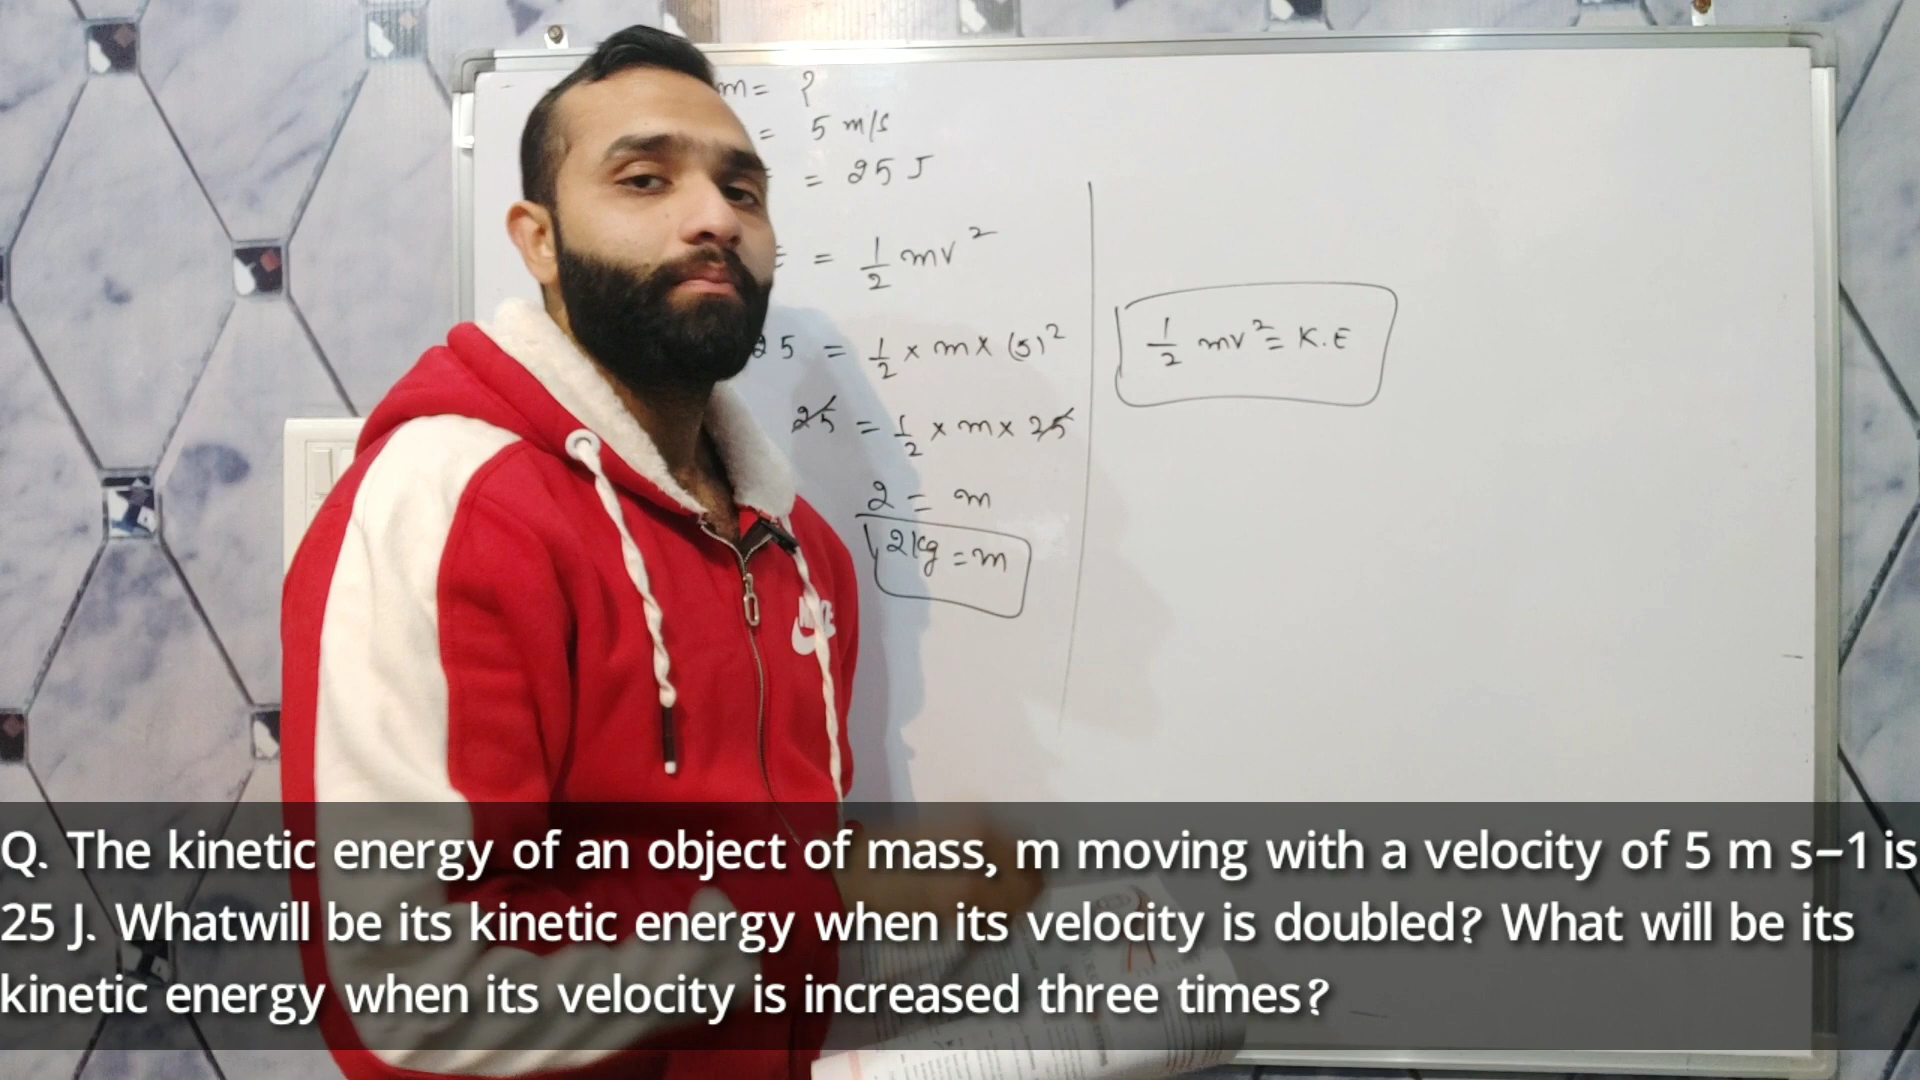 m = ?
= 5 m/s
= 25 J
E = 1/2 mv²
25 = 1/2 × m × (5)²
25 = 1/2 × m × 25
2 = m
2kg = m
1/2 mv² = K.E
NIKE
Q. The kinetic energy of an object of mass, m moving with a velocity of 5 m s–1 is
25 J. Whatwill be its kinetic energy when its velocity is doubled? What will be its
kinetic energy when its velocity is increased three times?